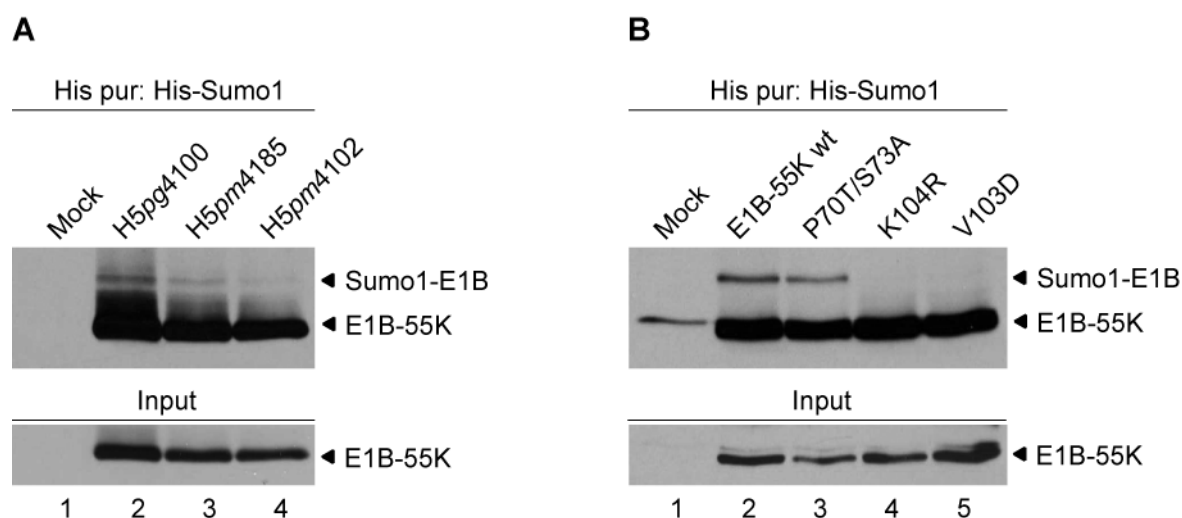 A
His pur: His-Sumo1
Mock
H5pg4100
H5pm4185
H5pm4102
Sumo1-E1B
E1B-55K
Input
E1B-55K
1 2 3 4
B
His pur: His-Sumo1
Mock
E1B-55K wt
P70T/S73A
K104R
V103D
Sumo1-E1B
E1B-55K
Input
E1B-55K
1 2 3 4 5